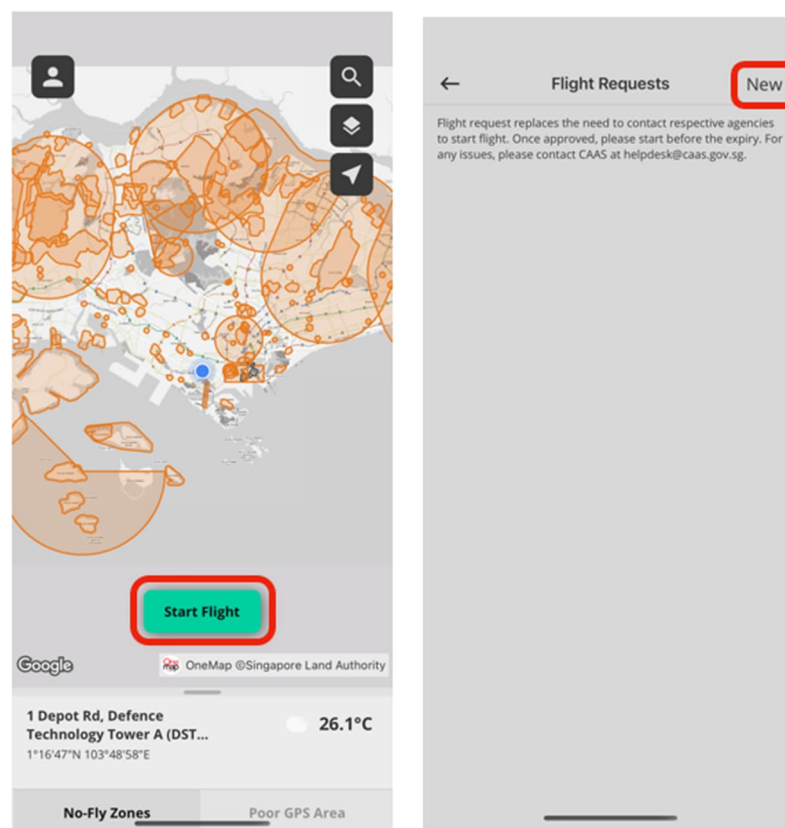 Start Flight
Google
One map OneMap ©Singapore Land Authority
1 Depot Rd, Defence
Technology Tower A (DST...
26.1°C
1°16'47"N 103°48'58"E
No-Fly Zones
Poor GPS Area
Flight Requests
New
Flight request replaces the need to contact respective agencies
to start flight. Once approved, please start before the expiry. For
any issues, please contact CAAS at helpdesk@caas.gov.sg.